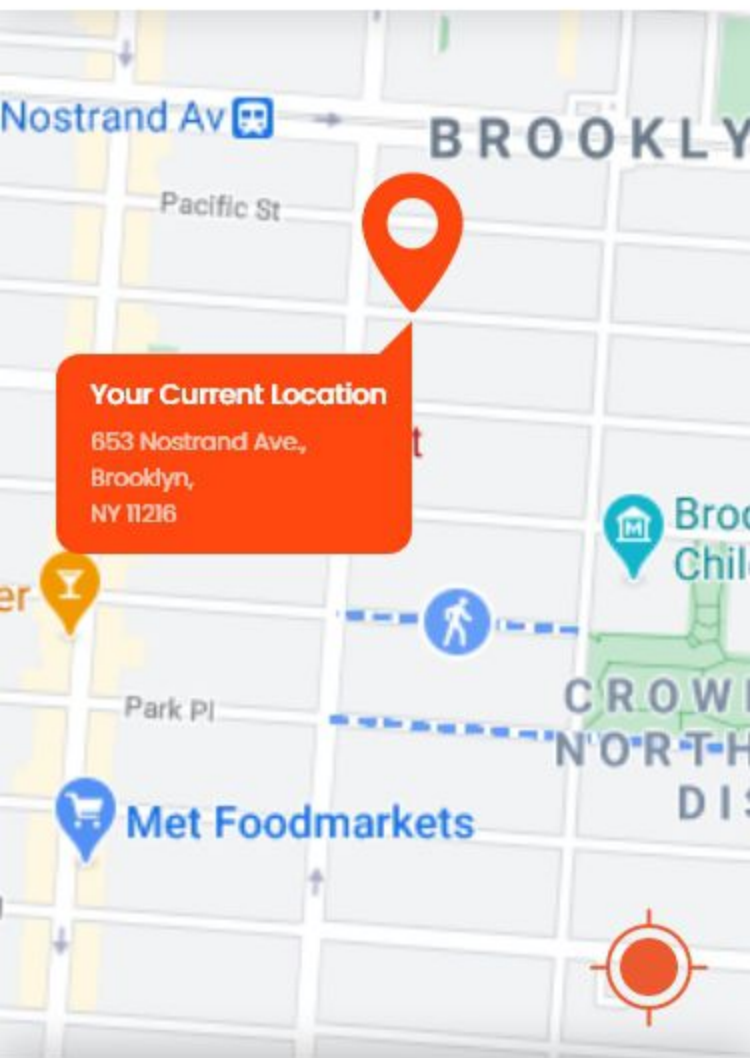 Nostrand Av
BROOKLY
Pacific St
Your Current Location
653 Nostrand Ave.,
Brooklyn,
NY 11216
t
Broo
Chil
er
CROW
Park Pl
NORTH
DIS
Met Foodmarkets